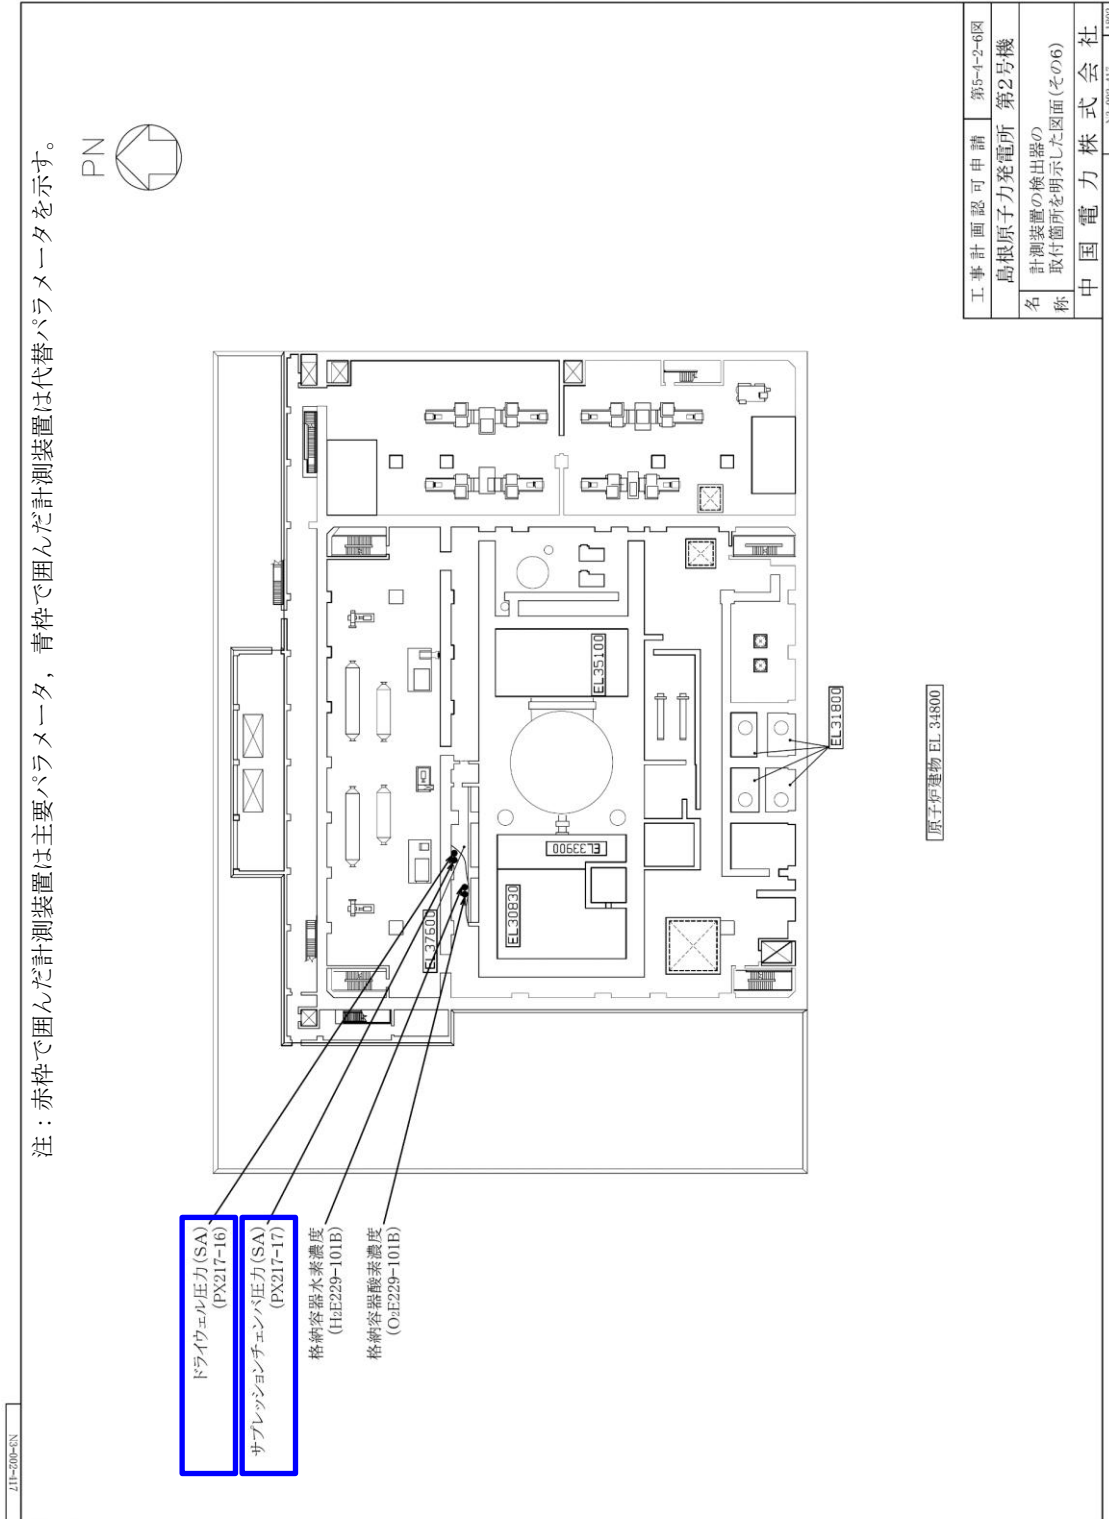 注：赤枠で囲んだ計測装置は主要パラメータ，青枠で囲んだ計測装置は代替パラメータを示す。
PN
ドライウェル圧力(SA)
(PX217-16)
サプレッションチェンバ圧力(SA)
(PX217-17)
格納容器水素濃度
(H2E229-101B)
格納容器酸素濃度
(O2E229-101B)
EL37600
EL30830
EL33900
EL35100
EL31800
原子炉建物 EL 34800
工事計画認可申請 第5-4-2-6図
島根原子力発電所 第2号機
名称
計測装置の検出器の
取付箇所を明示した図面(その6)
中国電力株式会社
N3-002-417